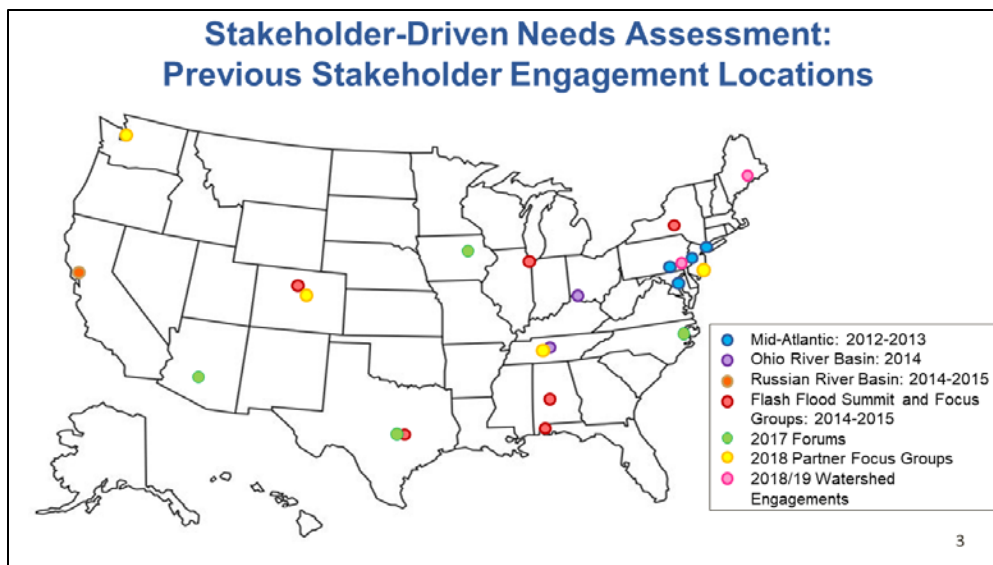 Stakeholder-Driven Needs Assessment:
Previous Stakeholder Engagement Locations
Mid-Atlantic: 2012-2013
Ohio River Basin: 2014
Russian River Basin: 2014-2015
Flash Flood Summit and Focus
Groups: 2014-2015
2017 Forums
2018 Partner Focus Groups
2018/19 Watershed
Engagements
3